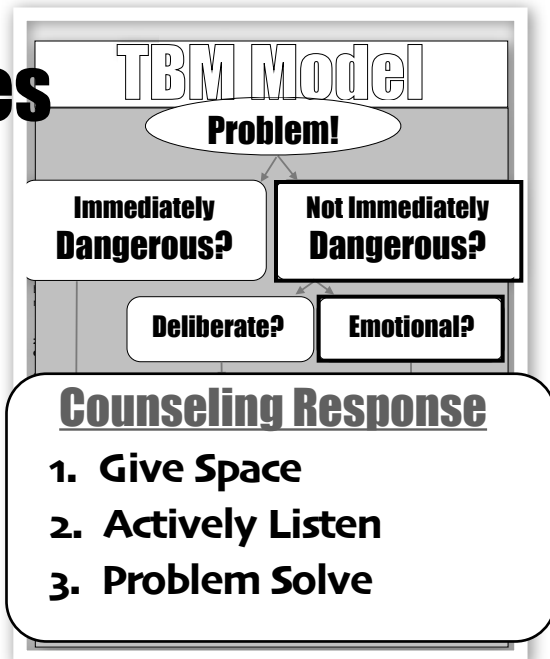 es
TBM Model
Problem!
Immediately Not Immediately
Dangerous? Dangerous?
Deliberate? Emotional?
Counseling Response
1. Give Space
2. Actively Listen
3. Problem Solve